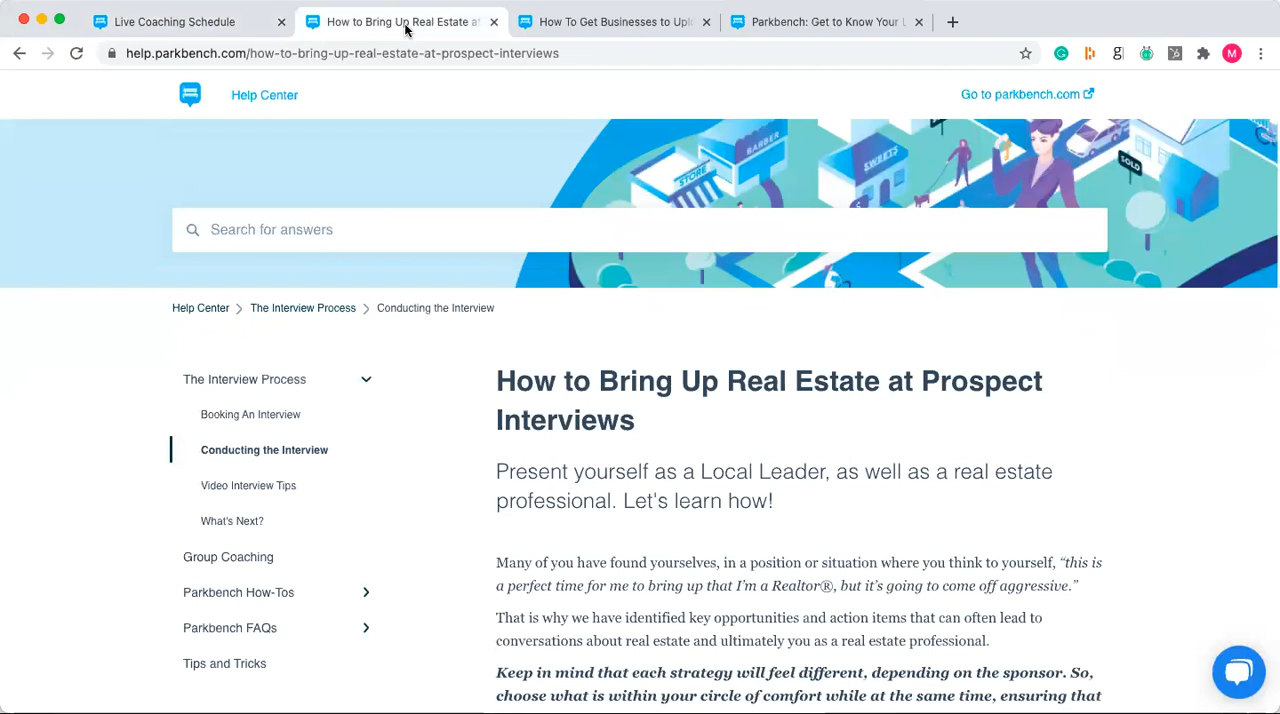 Live Coaching Schedule
How to Bring Up Real Estate at
How To Get Businesses to Uplo
Parkbench: Get to Know Your L
help.parkbench.com/how-to-bring-up-real-estate-at-prospect-interviews
M
Help Center
Go to parkbench.com
STORE
BARBER
SWEETS
SOLD
Search for answers
Help Center
The Interview Process
Conducting the Interview
The Interview Process
Booking An Interview
Conducting the Interview
Video Interview Tips
What's Next?
Group Coaching
Parkbench How-Tos
Parkbench FAQs
Tips and Tricks
How to Bring Up Real Estate at Prospect
Interviews
Present yourself as a Local Leader, as well as a real estate
professional. Let's learn how!
Many of you have found yourselves, in a position or situation where you think to yourself, “this is
a perfect time for me to bring up that I’m a Realtor®, but it’s going to come off aggressive.”
That is why we have identified key opportunities and action items that can often lead to
conversations about real estate and ultimately you as a real estate professional.
Keep in mind that each strategy will feel different, depending on the sponsor. So,
choose what is within your circle of comfort while at the same time, ensuring that